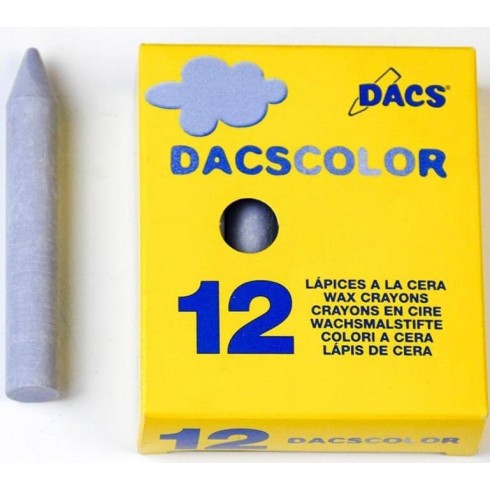 DACS®
DACSCOLOR
12
LÁPICES A LA CERA
WAX CRAYONS
CRAYONS EN CIRE
WACHSMALSTIFTE
COLORI A CERA
LÁPIS DE CERA
12 DACSCOLOR